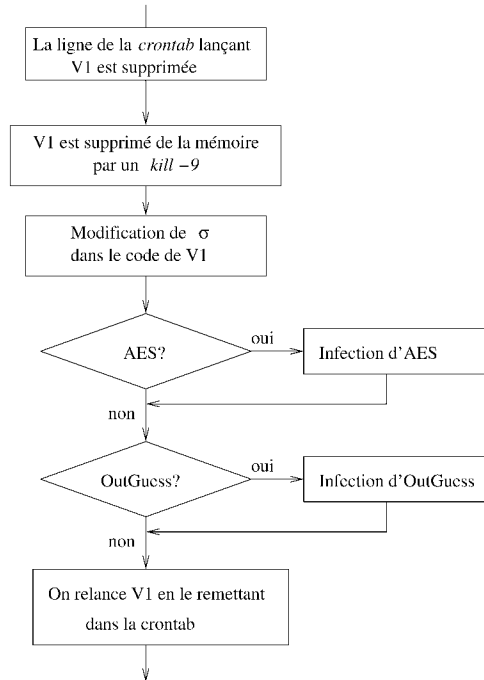 La ligne de la crontab lançant
V1 est supprimée
V1 est supprimé de la mémoire
par un kill −9
Modification de σ
dans le code de V1
AES?
oui
Infection d'AES
non
OutGuess?
oui
Infection d'OutGuess
non
On relance V1 en le remettant
dans la crontab